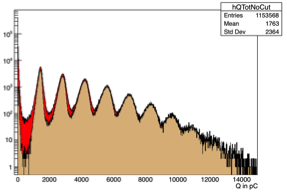 hQTotNoCut
Entries 1153568
Mean 1763
Std Dev 2364
10⁵
10⁴
10³
10²
10
1
0 2000 4000 6000 8000 10000 12000 14000
Q in pC